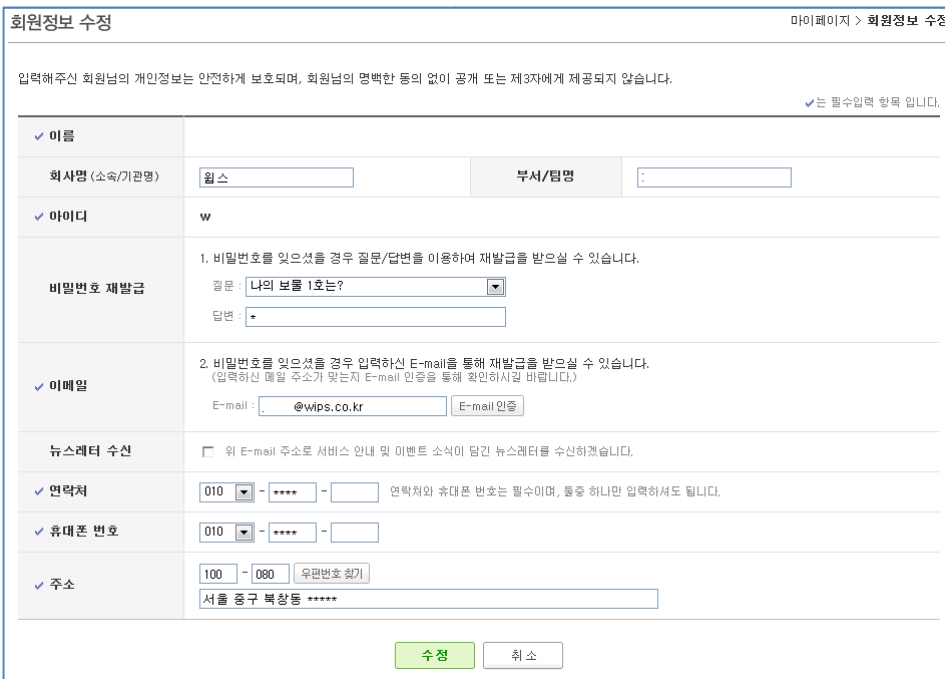 회원정보 수정
마이페이지 > 회원정보 수정
입력해주신 회원님의 개인정보는 안전하게 보호되며, 회원님의 명백한 동의 없이 공개 또는 제3자에게 제공되지 않습니다.
✔는 필수입력 항목 입니다.
✔ 이름
회사명 (소속/기관명) 윕스 부서/팀명 :
✔ 아이디 w
비밀번호 재발급
1. 비밀번호를 잊으셨을 경우 질문/답변을 이용하여 재발급을 받으실 수 있습니다.
질문 : 나의 보물 1호는?
답변 : *
✔ 이메일
2. 비밀번호를 잊으셨을 경우 입력하신 E-mail을 통해 재발급을 받으실 수 있습니다.
(입력하신 메일 주소가 맞는지 E-mail 인증을 통해 확인하시길 바랍니다.)
E-mail : . @wips.co.kr E-mail 인증
뉴스레터 수신 위 E-mail 주소로 서비스 안내 및 이벤트 소식이 담긴 뉴스레터를 수신하겠습니다.
✔ 연락처 010 - **** - 연락처와 휴대폰 번호는 필수이며, 둘중 하나만 입력하셔도 됩니다.
✔ 휴대폰 번호 010 - **** -
✔ 주소 100 - 080 우편번호 찾기
서울 중구 북창동 *****
수정 취소